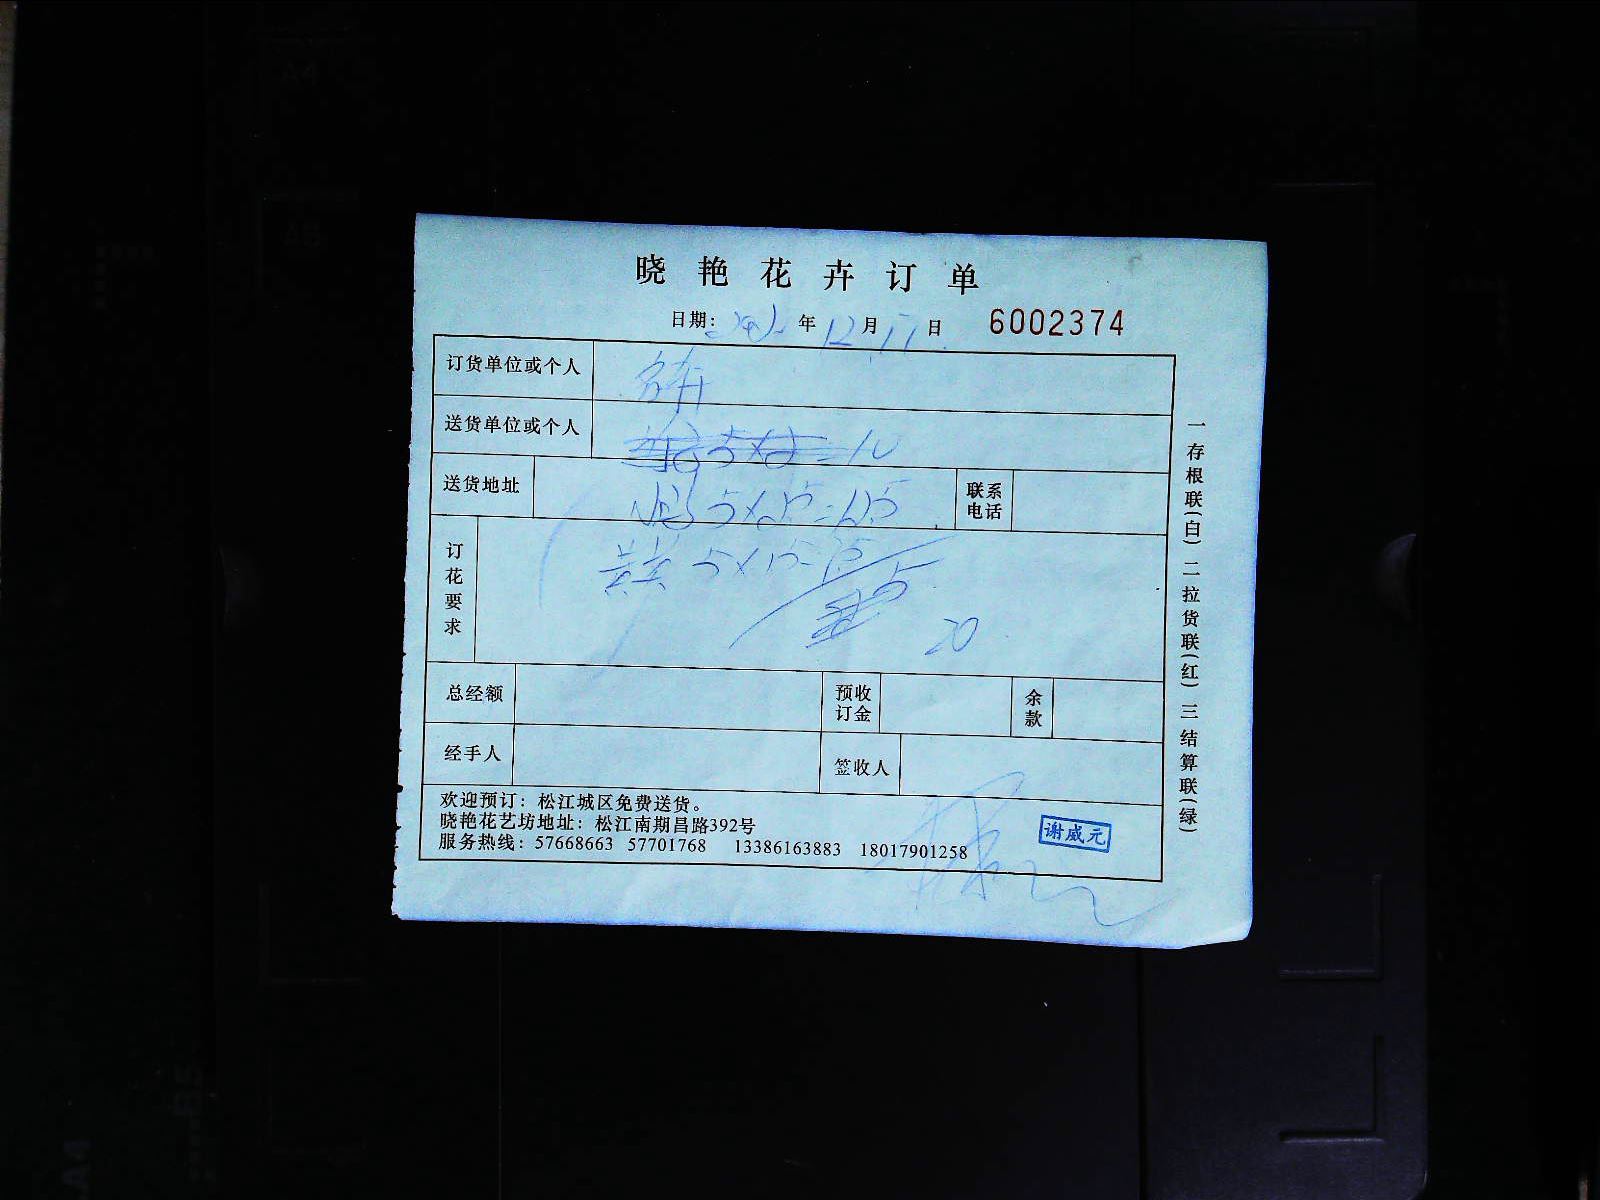 晓艳花卉订单
日期: 年 12 月 17 日 6002374
订货单位或个人
送货单位或个人
送货地址 联系电话
黄 5×15= 
订花要求
20
总经额 预收订金 余款
经手人 签收人
欢迎预订：松江城区免费送货。
晓艳花艺坊地址：松江南期昌路392号
服务热线：57668663 57701768 13386163883 18017901258
谢威元
一存根联(白) 二拉货联(红) 三结算联(绿)